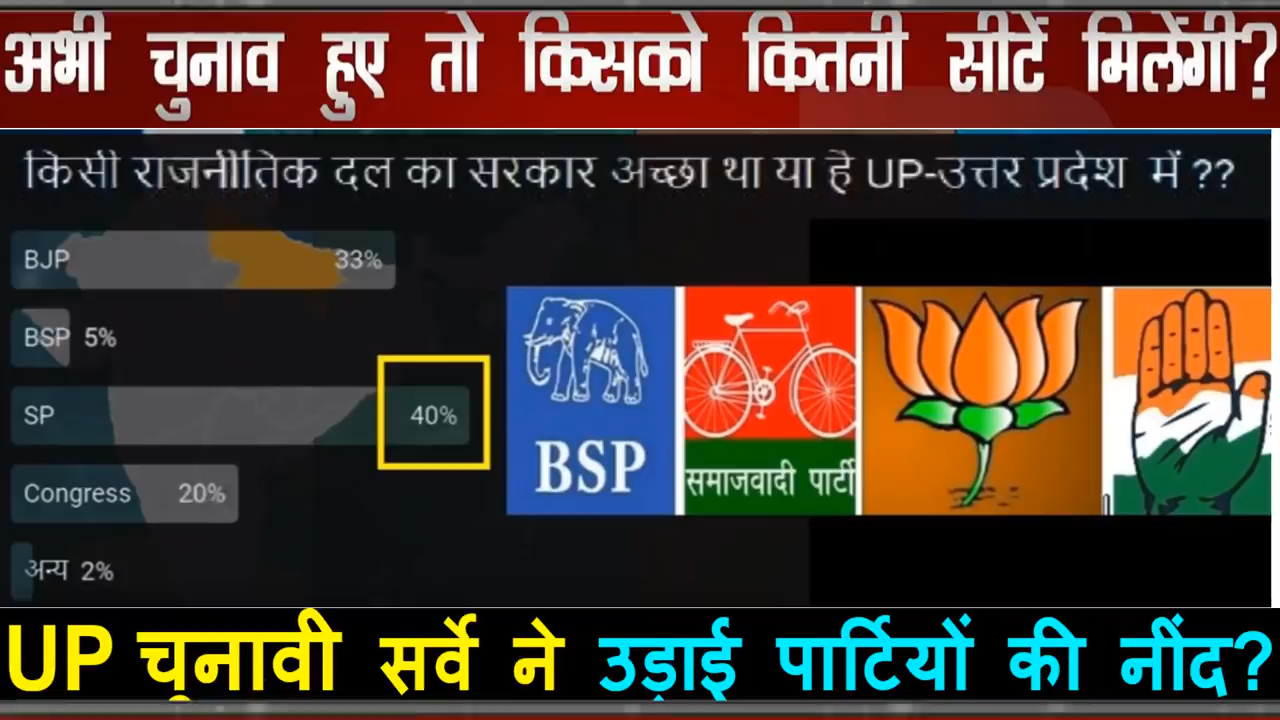 अभी चुनाव हुए तो किसको कितनी सीटें मिलेंगी?
किसी राजनीतिक दल का सरकार अच्छा था या है UP-उत्तर प्रदेश में ??
BJP 33%
BSP 5%
SP 40%
Congress 20%
अन्य 2%
BSP
समाजवादी पार्टी
UP चुनावी सर्वे ने उड़ाई पार्टियों की नींद?